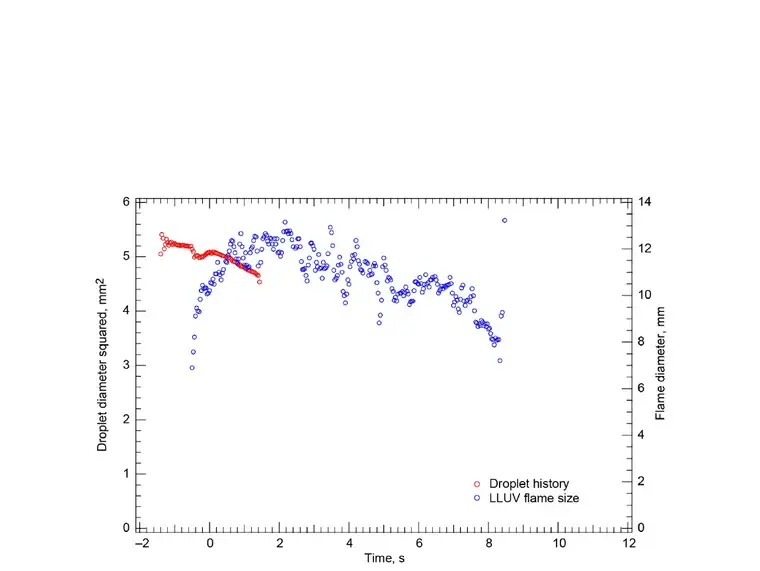 6
5
4
3
2
1
0
Droplet diameter squared, mm2
14
12
10
8
6
4
2
0
Flame diameter, mm
Droplet history
LLUV flame size
–2 0 2 4 6 8 10 12
Time, s